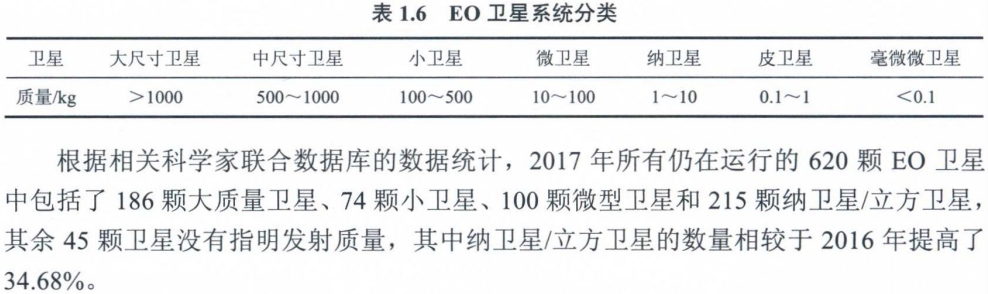 表 1.6 EO 卫星系统分类
卫星 大尺寸卫星 中尺寸卫星 小卫星 微卫星 纳卫星 皮卫星 毫微微卫星
质量/kg >1000 500～1000 100～500 10～100 1～10 0.1～1 <0.1
根据相关科学家联合数据库的数据统计，2017 年所有仍在运行的 620 颗 EO 卫星
中包括了 186 颗大质量卫星、74 颗小卫星、100 颗微型卫星和 215 颗纳卫星/立方卫星，
其余 45 颗卫星没有指明发射质量，其中纳卫星/立方卫星的数量相较于 2016 年提高了
34.68%。